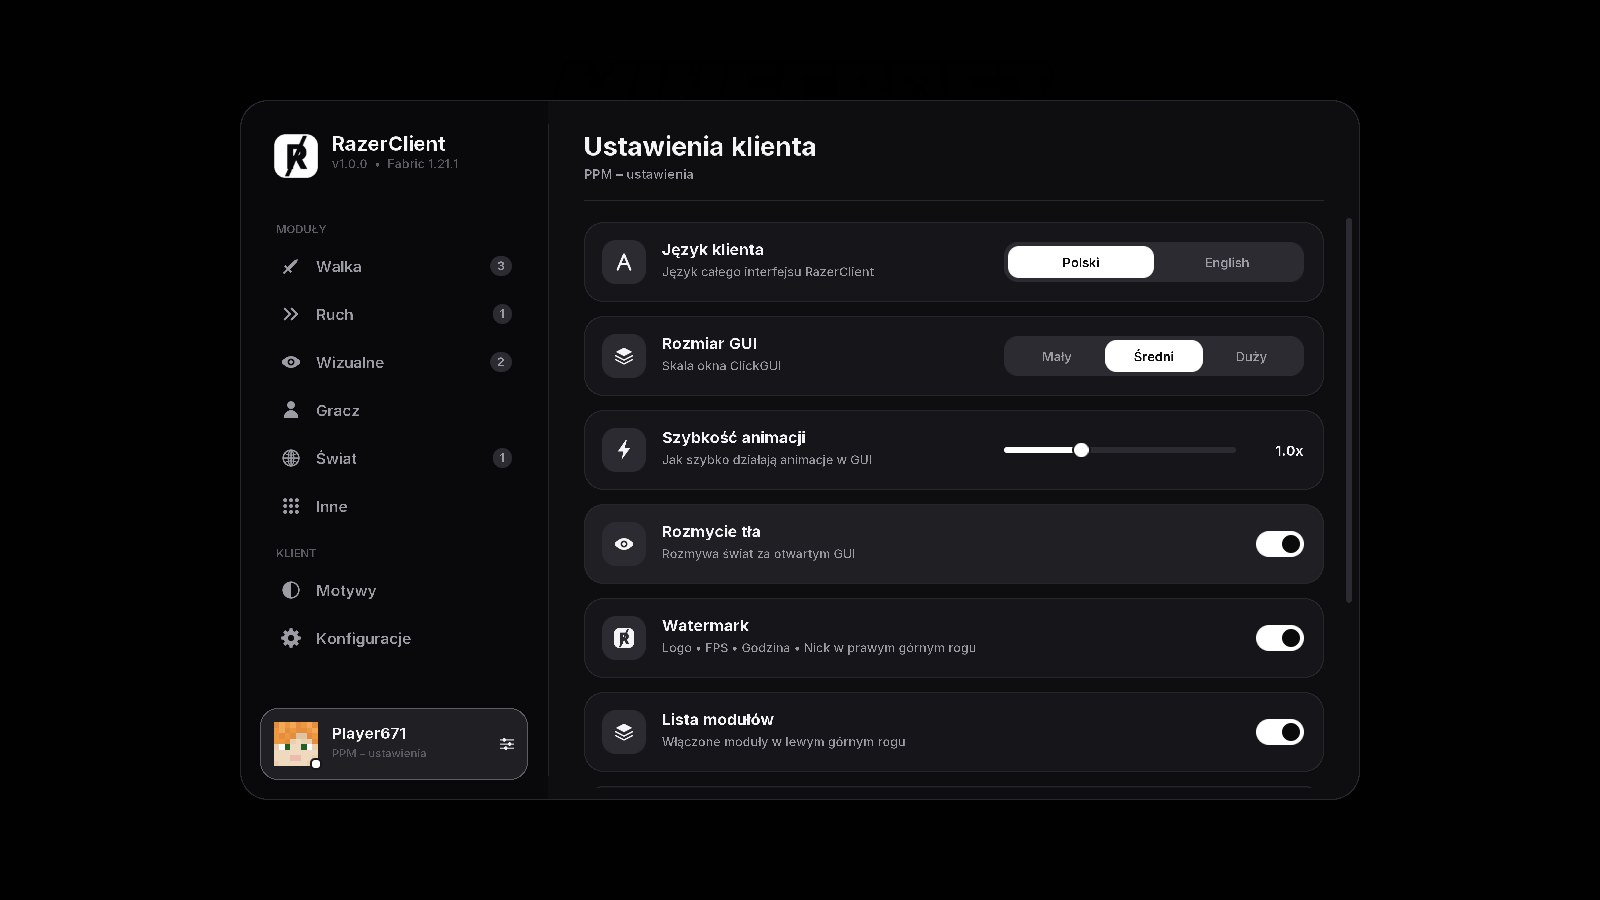 RazerClient
v1.0.0 • Fabric 1.21.1
MODUŁY
Walka 3
Ruch 1
Wizualne 2
Gracz
Świat 1
Inne
KLIENT
Motywy
Konfiguracje
Player671
PPM – ustawienia
Ustawienia klienta
PPM – ustawienia
Język klienta
Język całego interfejsu RazerClient
Polski English
Rozmiar GUI
Skala okna ClickGUI
Mały Średni Duży
Szybkość animacji
Jak szybko działają animacje w GUI
1.0x
Rozmycie tła
Rozmywa świat za otwartym GUI
Watermark
Logo • FPS • Godzina • Nick w prawym górnym rogu
Lista modułów
Włączone moduły w lewym górnym rogu